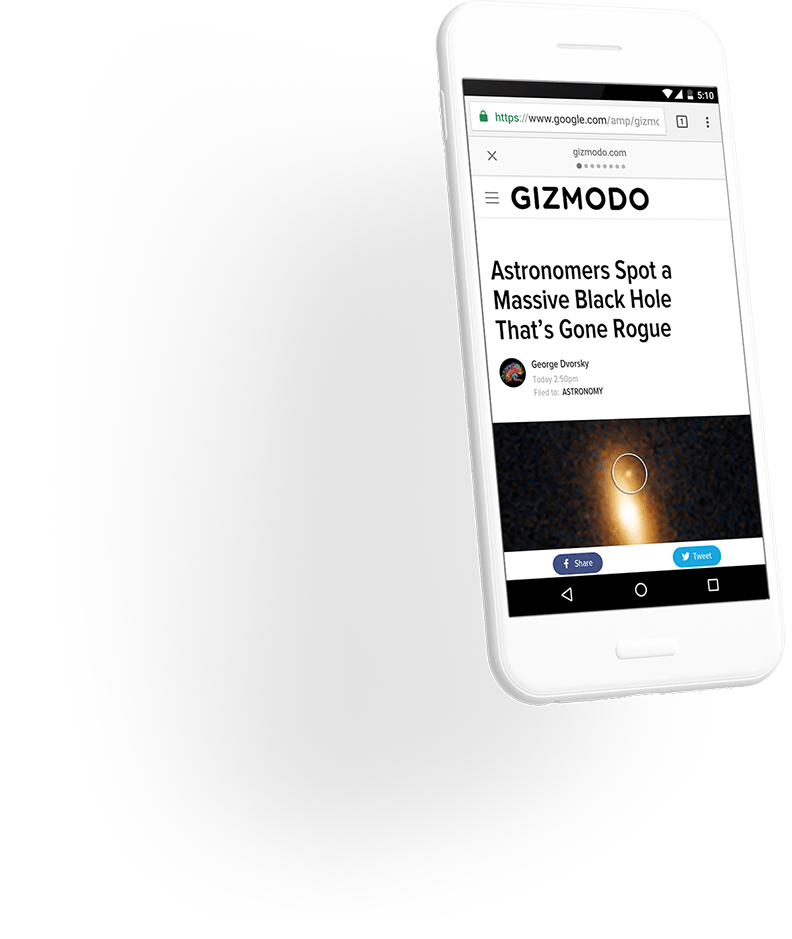 5:10
https://www.google.com/amp/gizmo
1
gizmodo.com
GIZMODO
Astronomers Spot a
Massive Black Hole
That's Gone Rogue
George Dvorsky
Today 2:50pm
Filed to: ASTRONOMY
Share
Tweet